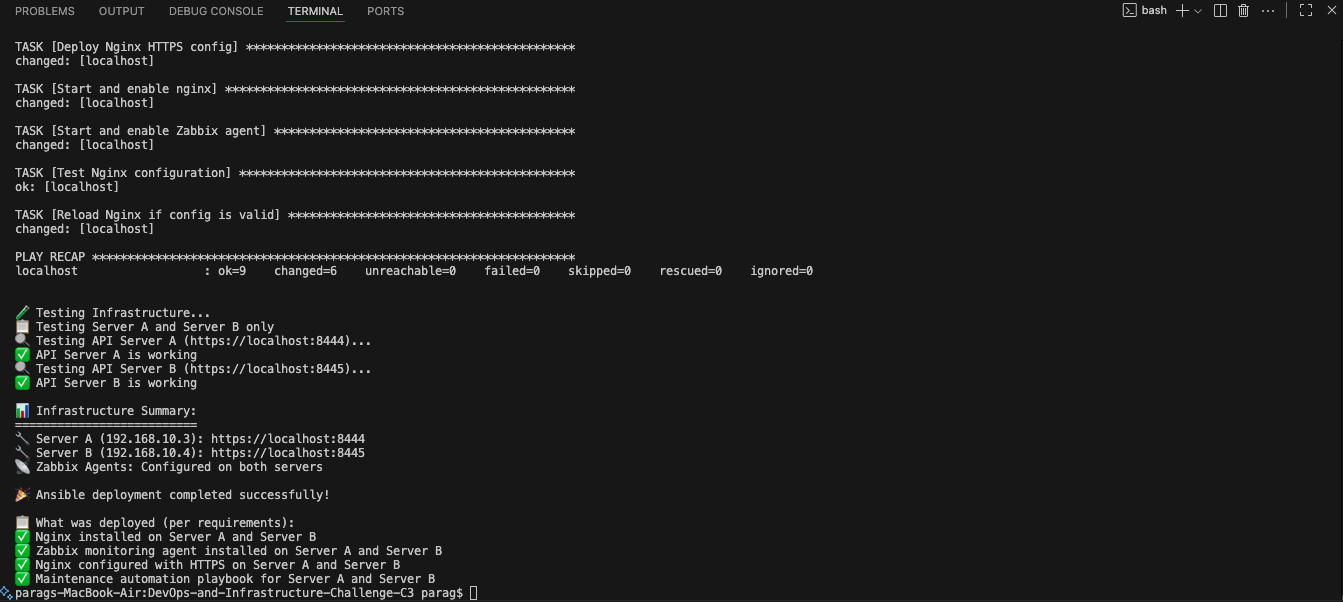 PROBLEMS OUTPUT DEBUG CONSOLE TERMINAL PORTS bash
TASK [Deploy Nginx HTTPS config] ***********************************************
changed: [localhost]
TASK [Start and enable nginx] **************************************************
changed: [localhost]
TASK [Start and enable Zabbix agent] *******************************************
changed: [localhost]
TASK [Test Nginx configuration] ************************************************
ok: [localhost]
TASK [Reload Nginx if config is valid] *****************************************
changed: [localhost]
PLAY RECAP *********************************************************************
localhost : ok=9 changed=6 unreachable=0 failed=0 skipped=0 rescued=0 ignored=0
🧪 Testing Infrastructure...
📋 Testing Server A and Server B only
🔍 Testing API Server A (https://localhost:8444)...
✅ API Server A is working
🔍 Testing API Server B (https://localhost:8445)...
✅ API Server B is working
📊 Infrastructure Summary:
==========================
🔧 Server A (192.168.10.3): https://localhost:8444
🔧 Server B (192.168.10.4): https://localhost:8445
📡 Zabbix Agents: Configured on both servers
🎉 Ansible deployment completed successfully!
📋 What was deployed (per requirements):
✅ Nginx installed on Server A and Server B
✅ Zabbix monitoring agent installed on Server A and Server B
✅ Nginx configured with HTTPS on Server A and Server B
✅ Maintenance automation playbook for Server A and Server B
parags-MacBook-Air:DevOps-and-Infrastructure-Challenge-C3 parag$